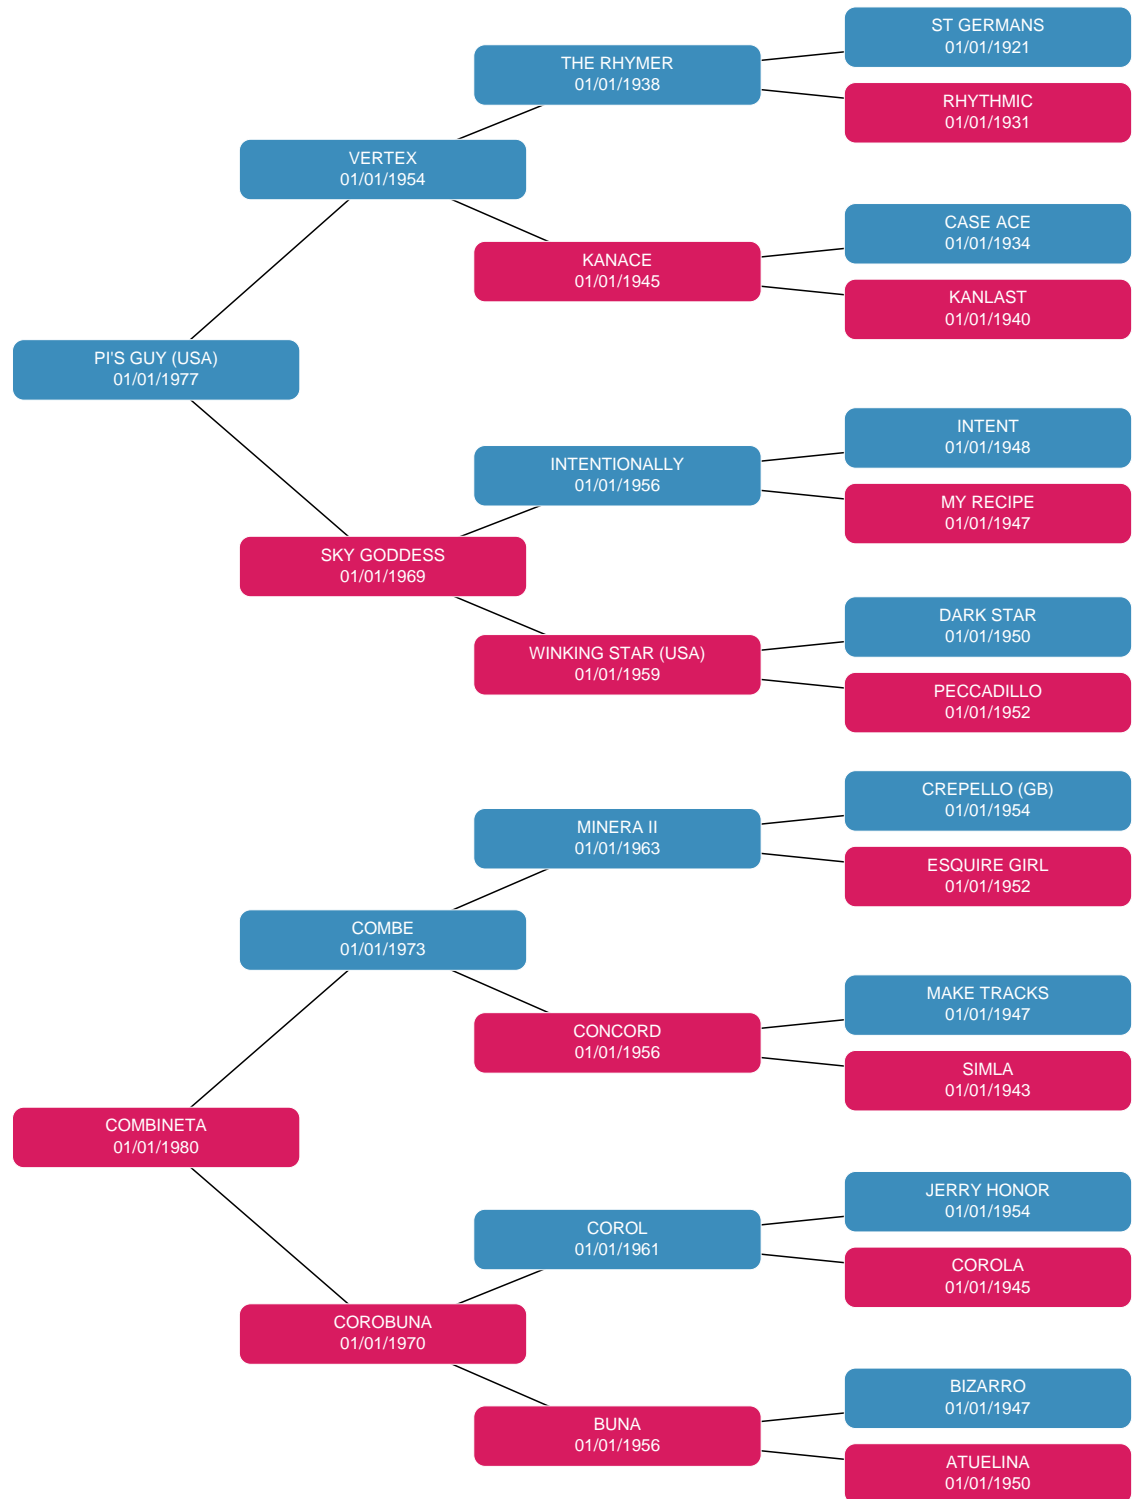 ST GERMANS
01/01/1921
THE RHYMER
01/01/1938
RHYTHMIC
01/01/1931
VERTEX
01/01/1954
CASE ACE
01/01/1934
KANACE
01/01/1945
KANLAST
01/01/1940
PI'S GUY (USA)
01/01/1977
INTENT
01/01/1948
INTENTIONALLY
01/01/1956
MY RECIPE
01/01/1947
SKY GODDESS
01/01/1969
DARK STAR
01/01/1950
WINKING STAR (USA)
01/01/1959
PECCADILLO
01/01/1952
CREPELLO (GB)
01/01/1954
MINERA II
01/01/1963
ESQUIRE GIRL
01/01/1952
COMBE
01/01/1973
MAKE TRACKS
01/01/1947
CONCORD
01/01/1956
SIMLA
01/01/1943
COMBINETA
01/01/1980
JERRY HONOR
01/01/1954
COROL
01/01/1961
COROLA
01/01/1945
COROBUNA
01/01/1970
BIZARRO
01/01/1947
BUNA
01/01/1956
ATUELINA
01/01/1950